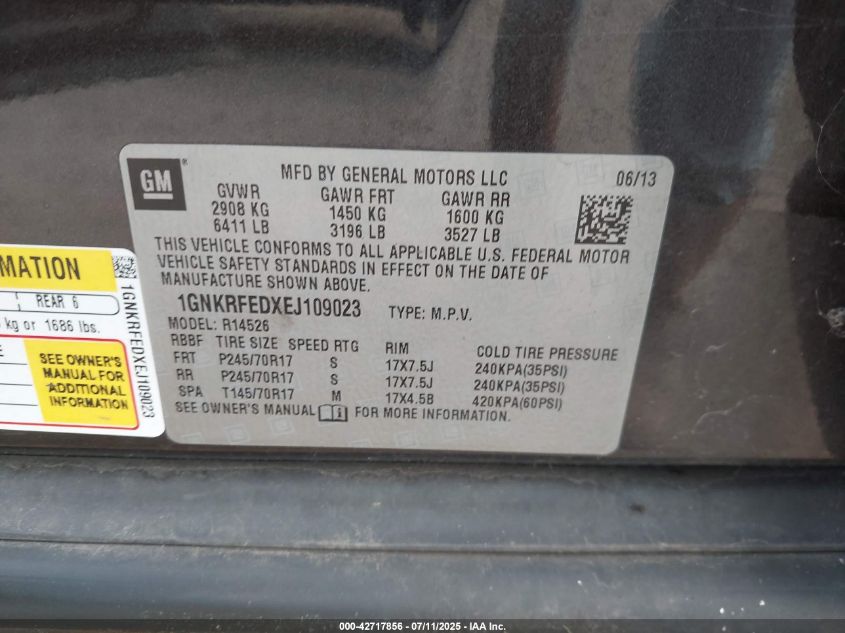 GM
®
MFD BY GENERAL MOTORS LLC 06/13
GVWR GAWR FRT GAWR RR
2908 KG 1450 KG 1600 KG
6411 LB 3196 LB 3527 LB
THIS VEHICLE CONFORMS TO ALL APPLICABLE U.S. FEDERAL MOTOR
VEHICLE SAFETY STANDARDS IN EFFECT ON THE DATE OF
MANUFACTURE SHOWN ABOVE.
1GNKRFEDXEJ109023 TYPE: M.P.V.
MODEL: R14526
RBBF TIRE SIZE SPEED RTG RIM COLD TIRE PRESSURE
FRT P245/70R17 S 17X7.5J 240KPA(35PSI)
RR P245/70R17 S 17X7.5J 240KPA(35PSI)
SPA T145/70R17 M 17X4.5B 420KPA(60PSI)
SEE OWNER'S MANUAL FOR MORE INFORMATION.
MATION
REAR 6
kg or 1686 lbs.
SEE OWNER'S
MANUAL FOR
ADDITIONAL
INFORMATION
1GNKRFEDXEJ109023
000-42717856 - 07/11/2025 - IAA Inc.